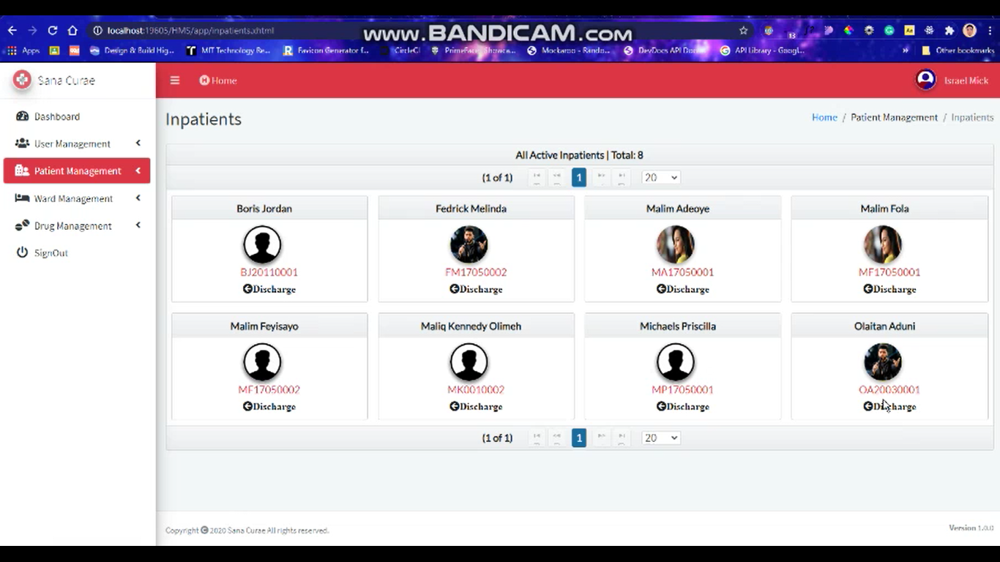 localhost:19605/HMS/app/inpatients.xhtml
www.BANDICAM.com
13
Apps
Design & Build Hig...
MIT Technology Re...
Favicon Generator f...
CircleCI
PrimeFaces Showca...
Mockaroo - Rando...
DevDocs API Do...
API Library - Googl...
»
Other bookmarks
Sana Curae
Home
Israel Mick
Dashboard
User Management
Patient Management
Ward Management
Drug Management
SignOut
Inpatients
Home / Patient Management / Inpatients
All Active Inpatients | Total: 8
(1 of 1) 1 20
Boris Jordan
BJ20110001
Discharge
Fedrick Melinda
FM17050002
Discharge
Malim Adeoye
MA17050001
Discharge
Malim Fola
MF17050001
Discharge
Malim Feyisayo
MF17050002
Discharge
Maliq Kennedy Olimeh
MK0010002
Discharge
Michaels Priscilla
MP17050001
Discharge
Olaitan Aduni
OA20030001
Discharge
(1 of 1) 1 20
Copyright © 2020 Sana Curae All rights reserved.
Version 1.0.0